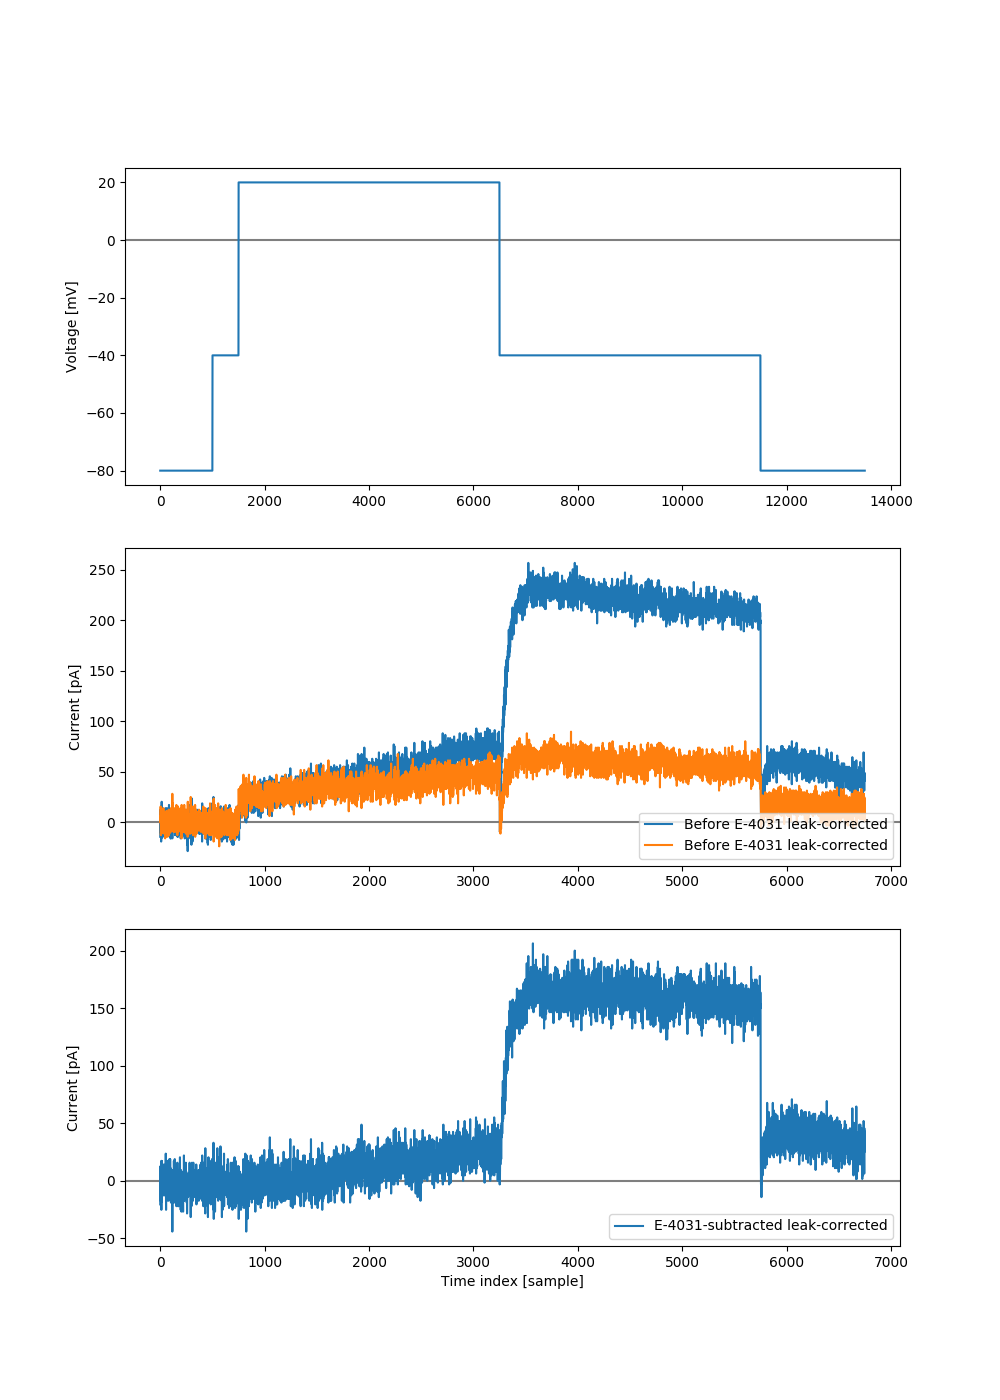 20
0
−20
−40
−60
−80
Voltage [mV]
0 2000 4000 6000 8000 10000 12000 14000
250
200
150
100
50
0
Current [pA]
Before E-4031 leak-corrected
Before E-4031 leak-corrected
0 1000 2000 3000 4000 5000 6000 7000
200
150
100
50
0
−50
Current [pA]
E-4031-subtracted leak-corrected
0 1000 2000 3000 4000 5000 6000 7000
Time index [sample]